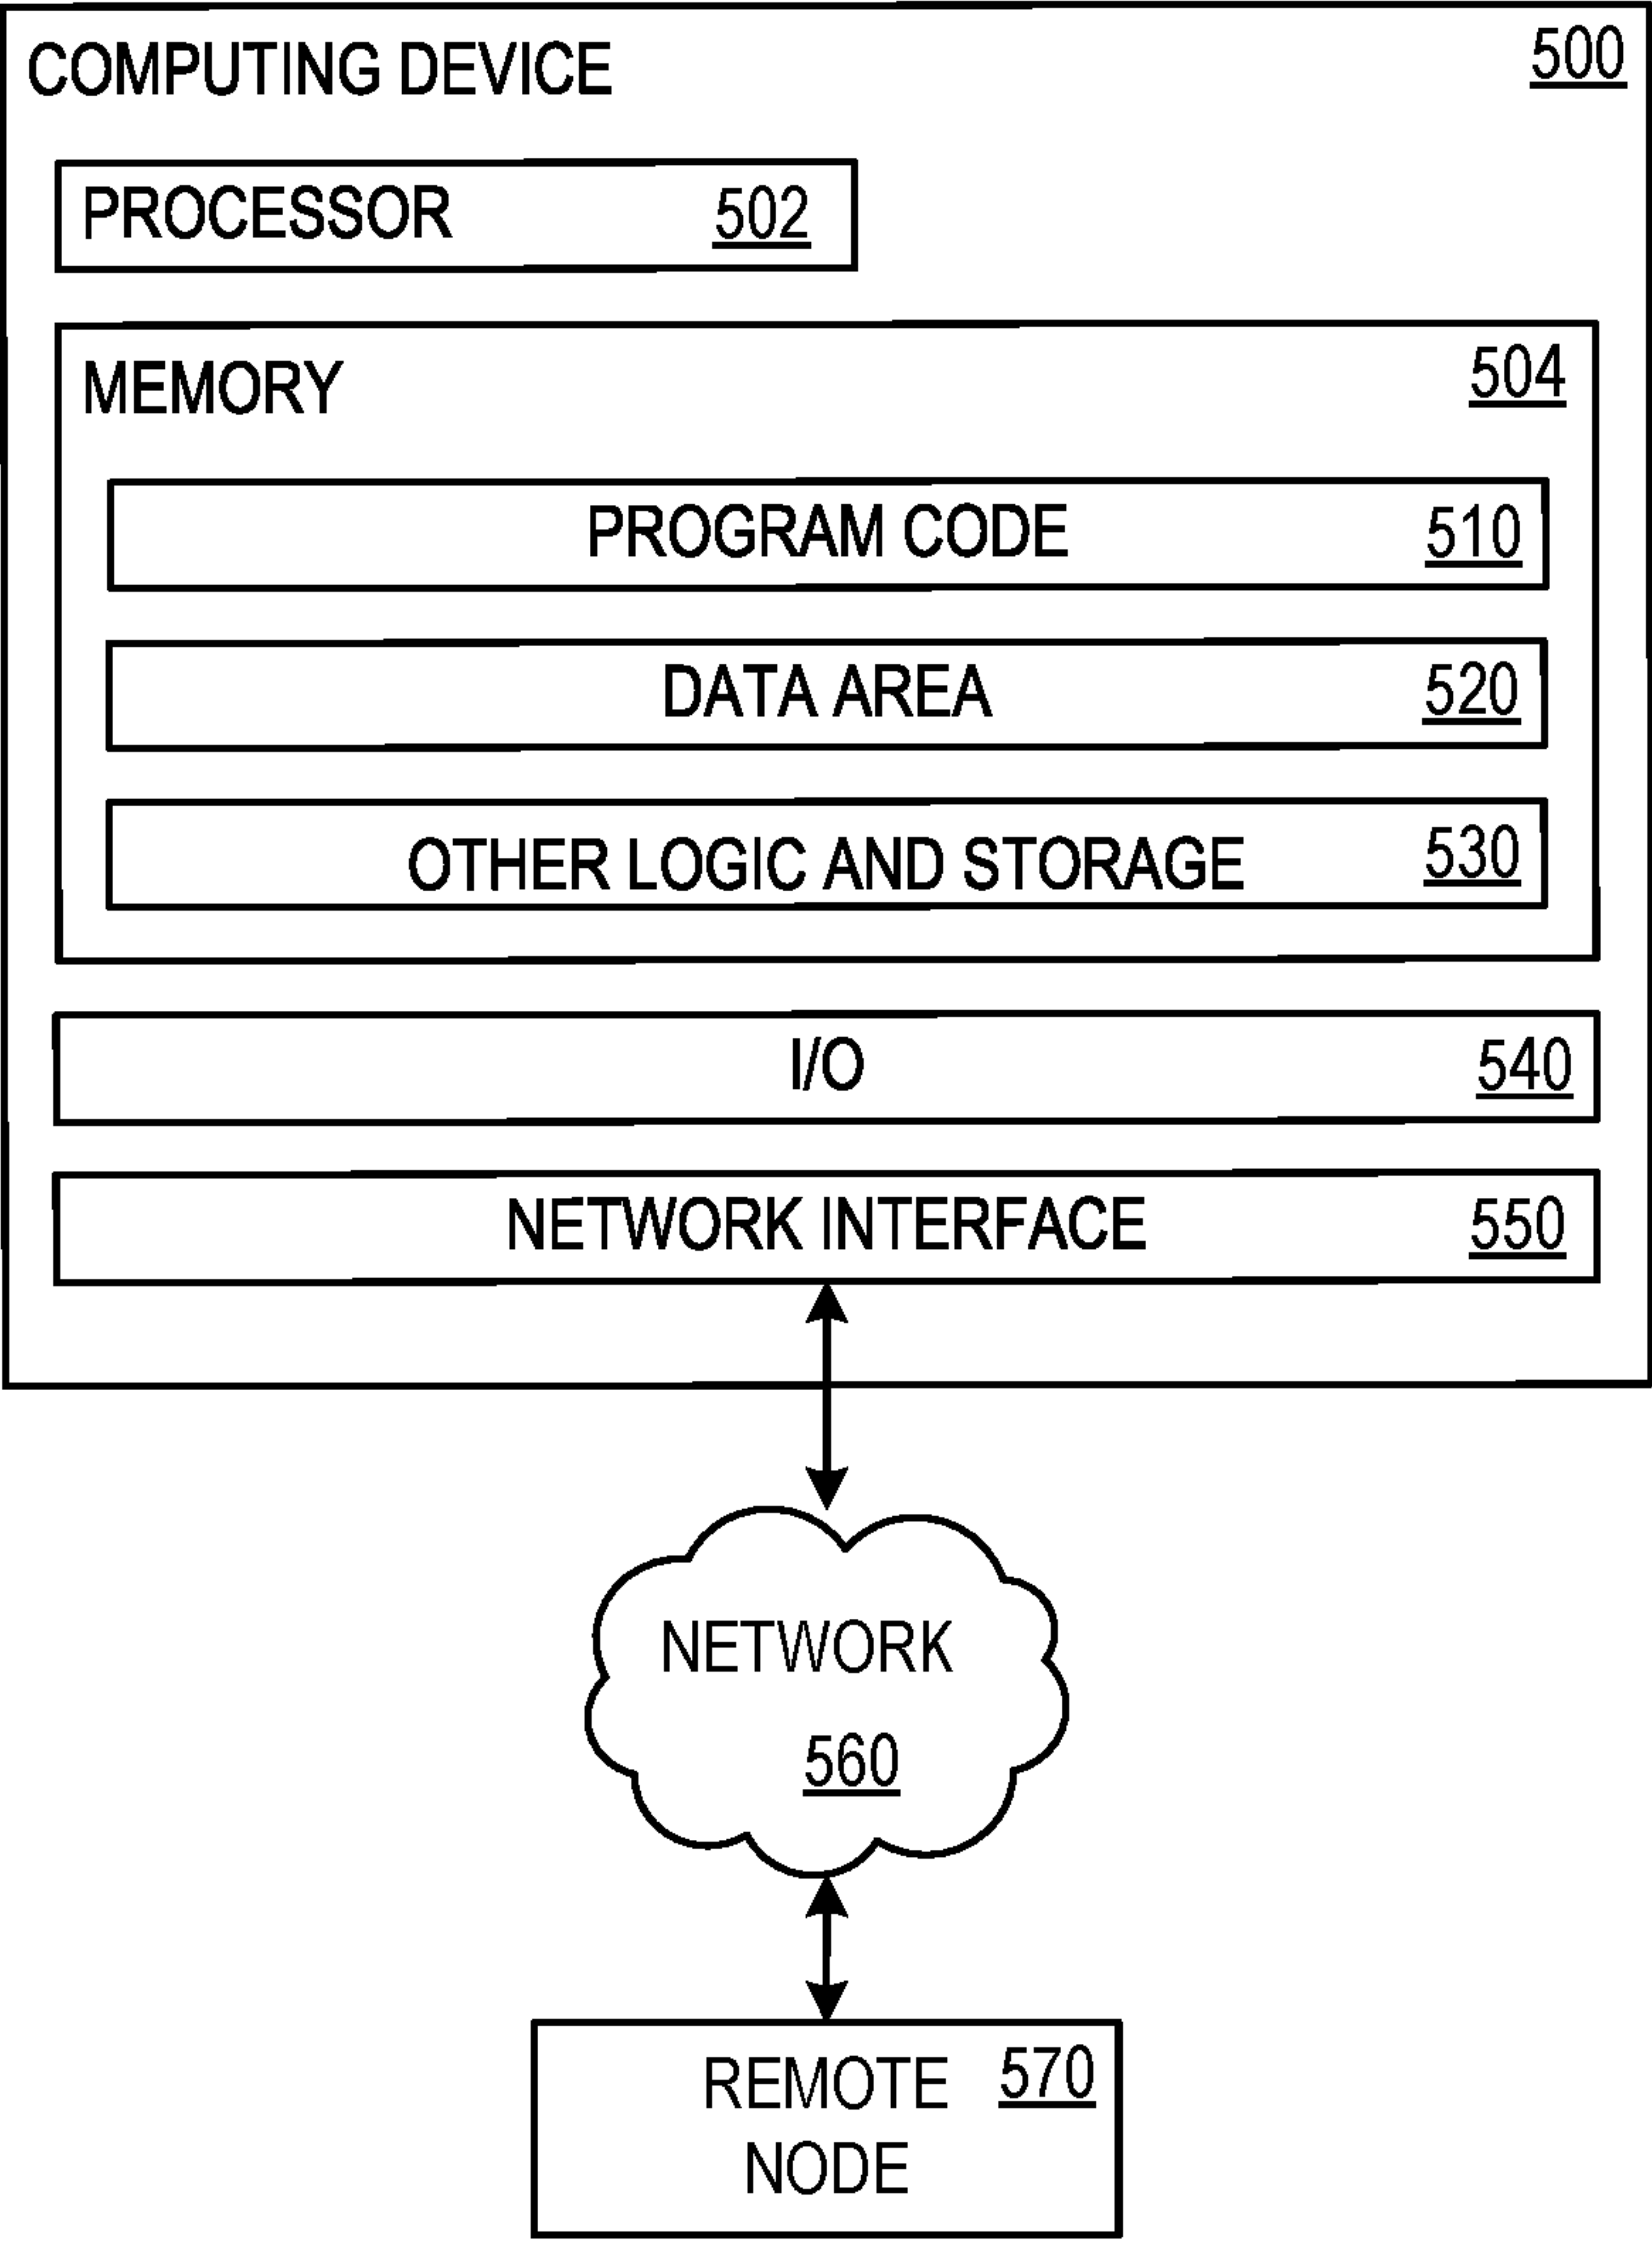 COMPUTING DEVICE 500
PROCESSOR 502
MEMORY 504
PROGRAM CODE 510
DATA AREA 520
OTHER LOGIC AND STORAGE 530
I/O 540
NETWORK INTERFACE 550
NETWORK
560
REMOTE 570
NODE